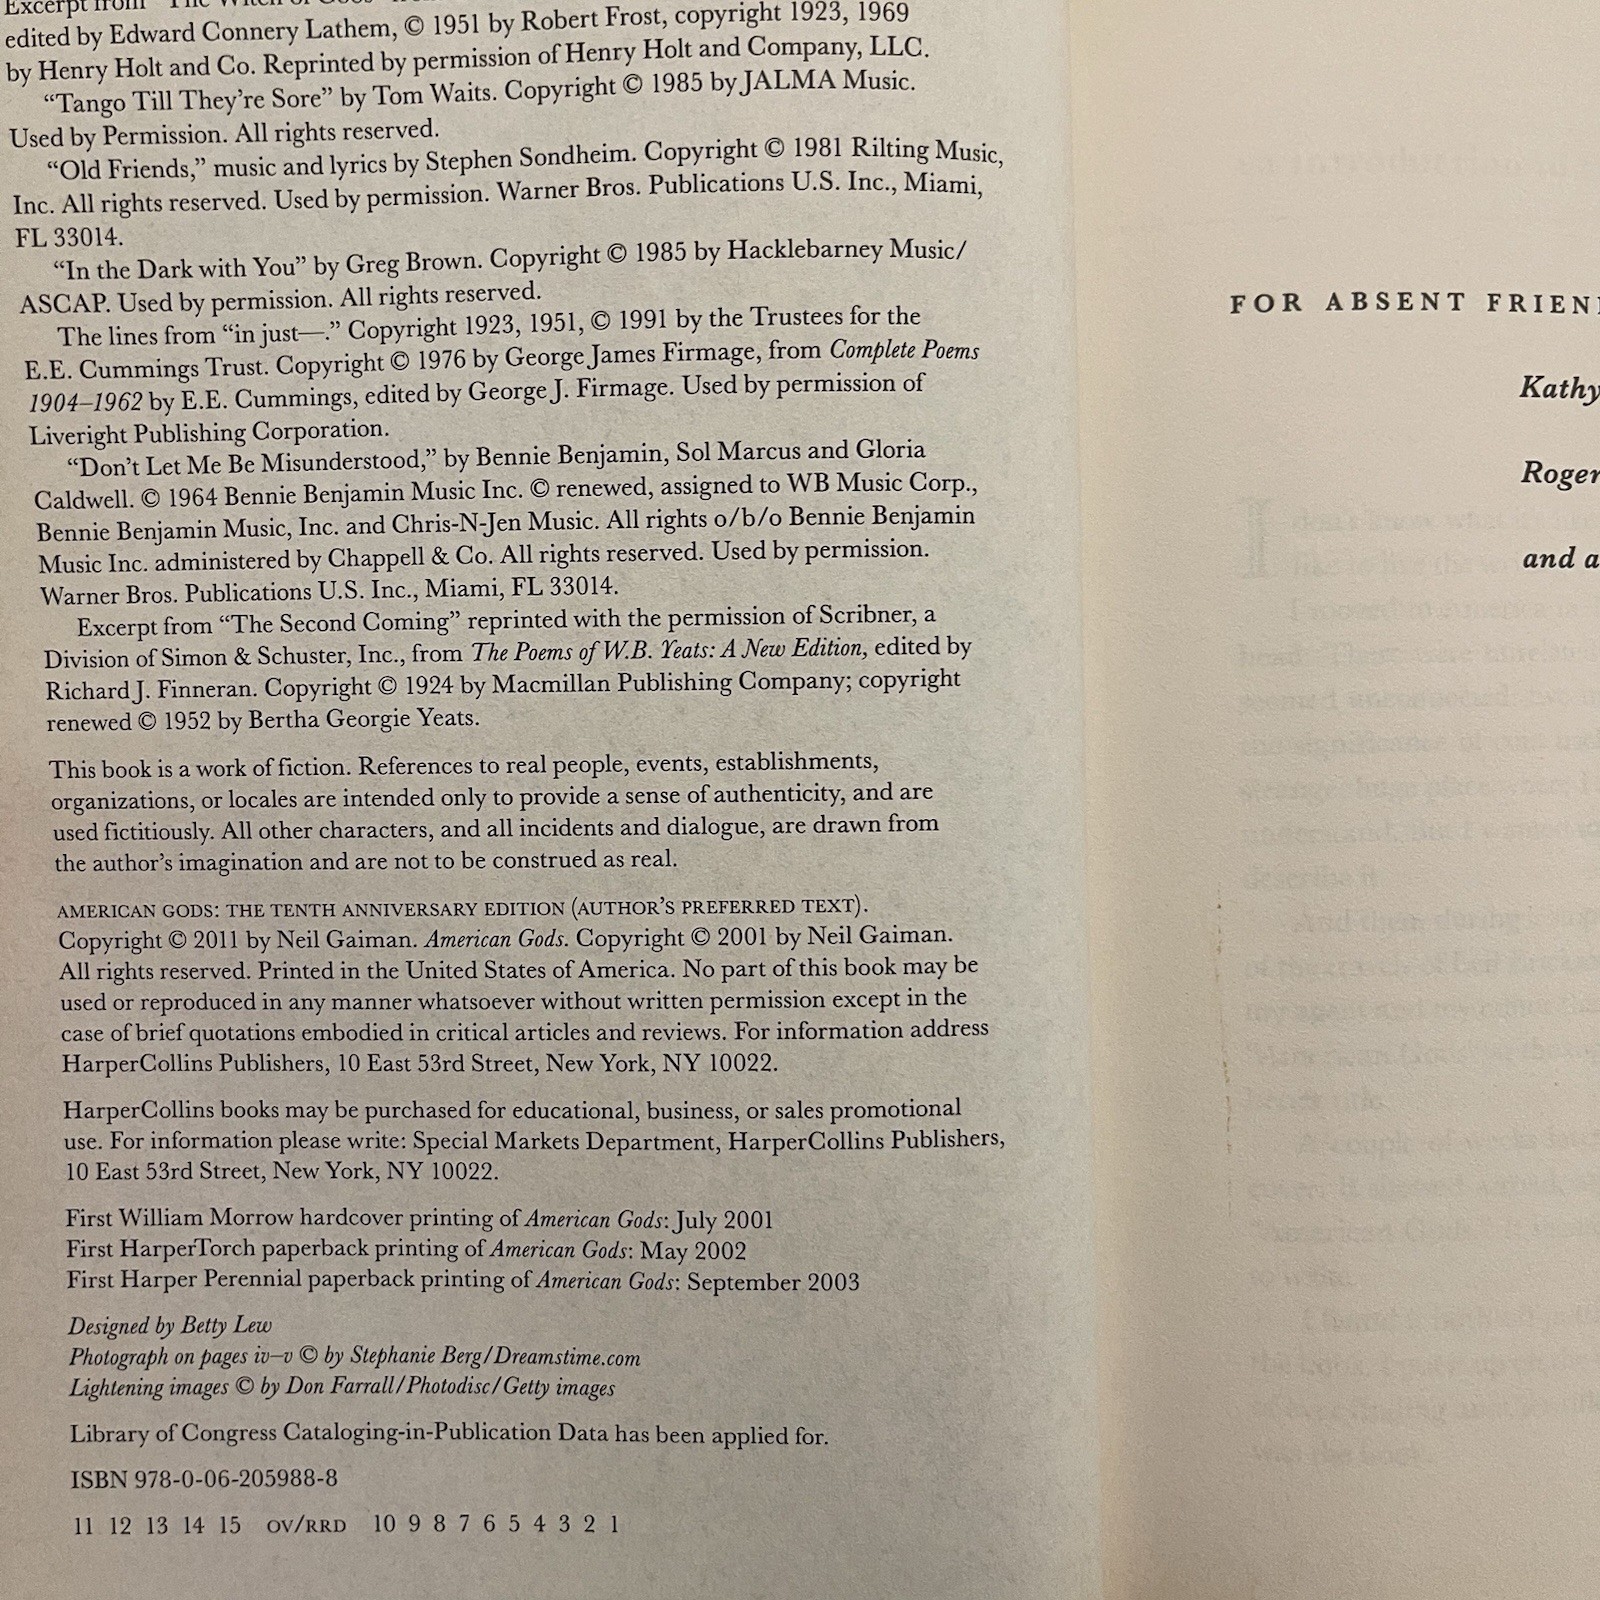 Excerpt from "The Witch of Coös" from
edited by Edward Connery Lathem, © 1951 by Robert Frost, copyright 1923, 1969
by Henry Holt and Co. Reprinted by permission of Henry Holt and Company, LLC.
“Tango Till They’re Sore” by Tom Waits. Copyright © 1985 by JALMA Music.
Used by Permission. All rights reserved.
“Old Friends,” music and lyrics by Stephen Sondheim. Copyright © 1981 Rilting Music,
Inc. All rights reserved. Used by permission. Warner Bros. Publications U.S. Inc., Miami,
FL 33014.
“In the Dark with You” by Greg Brown. Copyright © 1985 by Hacklebarney Music/
ASCAP. Used by permission. All rights reserved.
The lines from “in just—.” Copyright 1923, 1951, © 1991 by the Trustees for the
E.E. Cummings Trust. Copyright © 1976 by George James Firmage, from Complete Poems
1904–1962 by E.E. Cummings, edited by George J. Firmage. Used by permission of
Liveright Publishing Corporation.
“Don’t Let Me Be Misunderstood,” by Bennie Benjamin, Sol Marcus and Gloria
Caldwell. © 1964 Bennie Benjamin Music Inc. © renewed, assigned to WB Music Corp.,
Bennie Benjamin Music, Inc. and Chris-N-Jen Music. All rights o/b/o Bennie Benjamin
Music Inc. administered by Chappell & Co. All rights reserved. Used by permission.
Warner Bros. Publications U.S. Inc., Miami, FL 33014.
Excerpt from “The Second Coming” reprinted with the permission of Scribner, a
Division of Simon & Schuster, Inc., from The Poems of W.B. Yeats: A New Edition, edited by
Richard J. Finneran. Copyright © 1924 by Macmillan Publishing Company; copyright
renewed © 1952 by Bertha Georgie Yeats.
This book is a work of fiction. References to real people, events, establishments,
organizations, or locales are intended only to provide a sense of authenticity, and are
used fictitiously. All other characters, and all incidents and dialogue, are drawn from
the author’s imagination and are not to be construed as real.
AMERICAN GODS: THE TENTH ANNIVERSARY EDITION (AUTHOR’S PREFERRED TEXT).
Copyright © 2011 by Neil Gaiman. American Gods. Copyright © 2001 by Neil Gaiman.
All rights reserved. Printed in the United States of America. No part of this book may be
used or reproduced in any manner whatsoever without written permission except in the
case of brief quotations embodied in critical articles and reviews. For information address
HarperCollins Publishers, 10 East 53rd Street, New York, NY 10022.
HarperCollins books may be purchased for educational, business, or sales promotional
use. For information please write: Special Markets Department, HarperCollins Publishers,
10 East 53rd Street, New York, NY 10022.
First William Morrow hardcover printing of American Gods: July 2001
First HarperTorch paperback printing of American Gods: May 2002
First Harper Perennial paperback printing of American Gods: September 2003
Designed by Betty Lew
Photograph on pages iv–v © by Stephanie Berg/Dreamstime.com
Lightening images © by Don Farrall/Photodisc/Getty images
Library of Congress Cataloging-in-Publication Data has been applied for.
ISBN 978-0-06-205988-8
11 12 13 14 15 OV/RRD 10 9 8 7 6 5 4 3 2 1
FOR ABSENT FRIEN
Kathy
Roger
and a